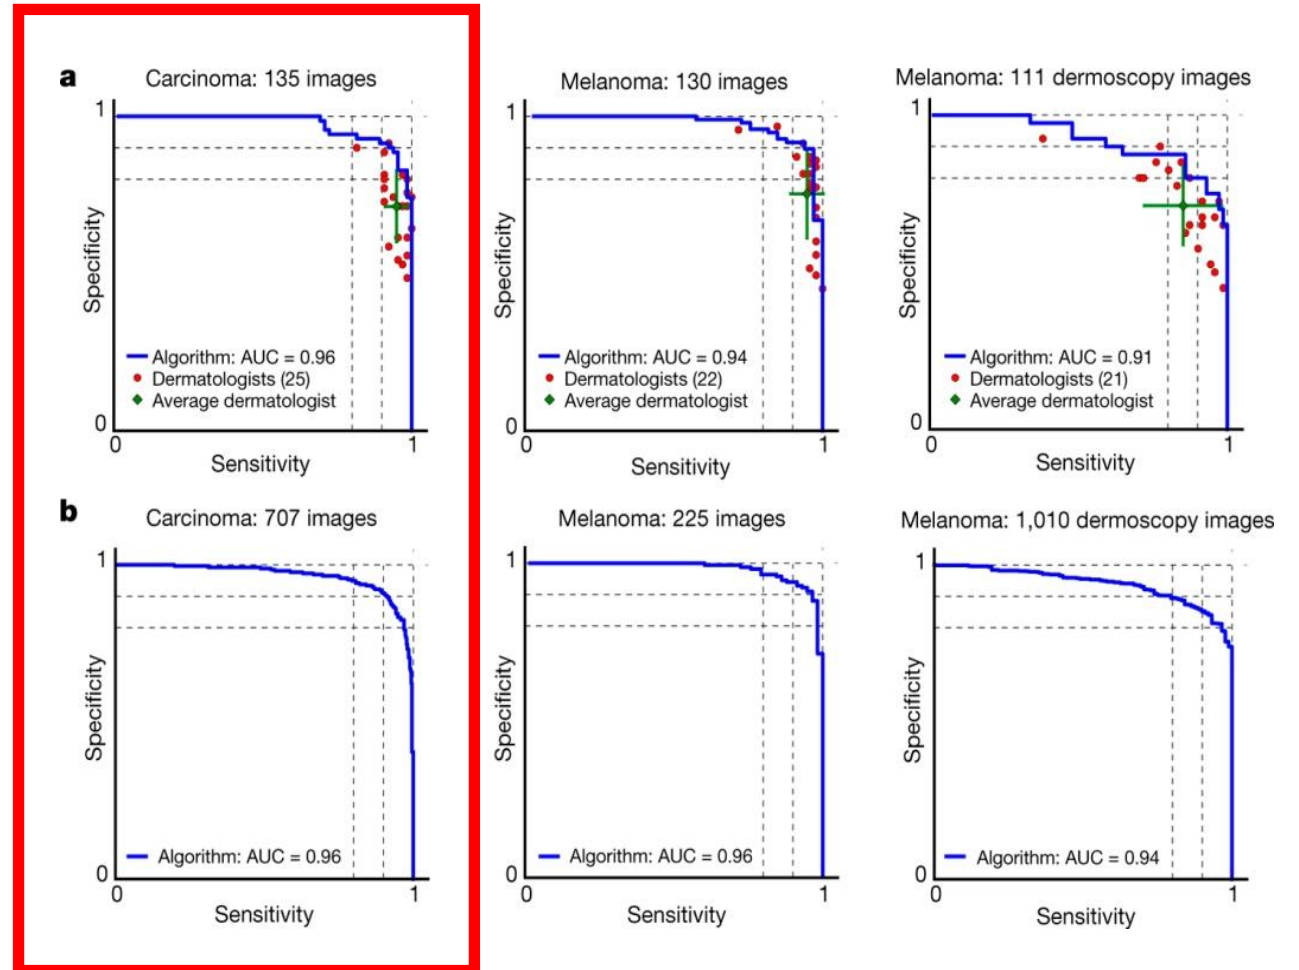 a
Carcinoma: 135 images
1
Specificity
Algorithm: AUC = 0.96
Dermatologists (25)
Average dermatologist
0
0 1
Sensitivity
Melanoma: 130 images
1
Specificity
Algorithm: AUC = 0.94
Dermatologists (22)
Average dermatologist
0
0 1
Sensitivity
Melanoma: 111 dermoscopy images
1
Specificity
Algorithm: AUC = 0.91
Dermatologists (21)
Average dermatologist
0
0 1
Sensitivity
b
Carcinoma: 707 images
1
Specificity
Algorithm: AUC = 0.96
0
0 1
Sensitivity
Melanoma: 225 images
1
Specificity
Algorithm: AUC = 0.96
0
0 1
Sensitivity
Melanoma: 1,010 dermoscopy images
1
Specificity
Algorithm: AUC = 0.94
0
0 1
Sensitivity